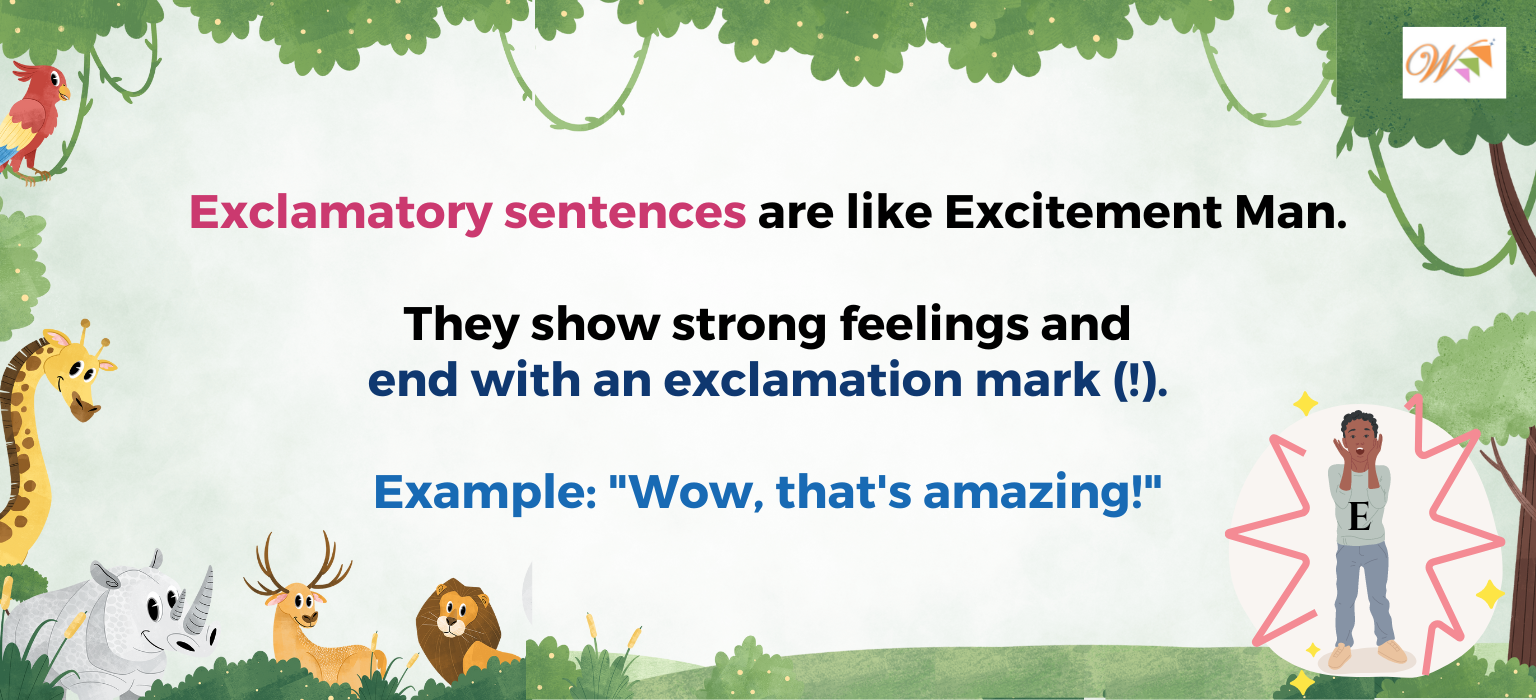 W
Exclamatory sentences are like Excitement Man.
They show strong feelings and
end with an exclamation mark (!).
Example: "Wow, that's amazing!"
E